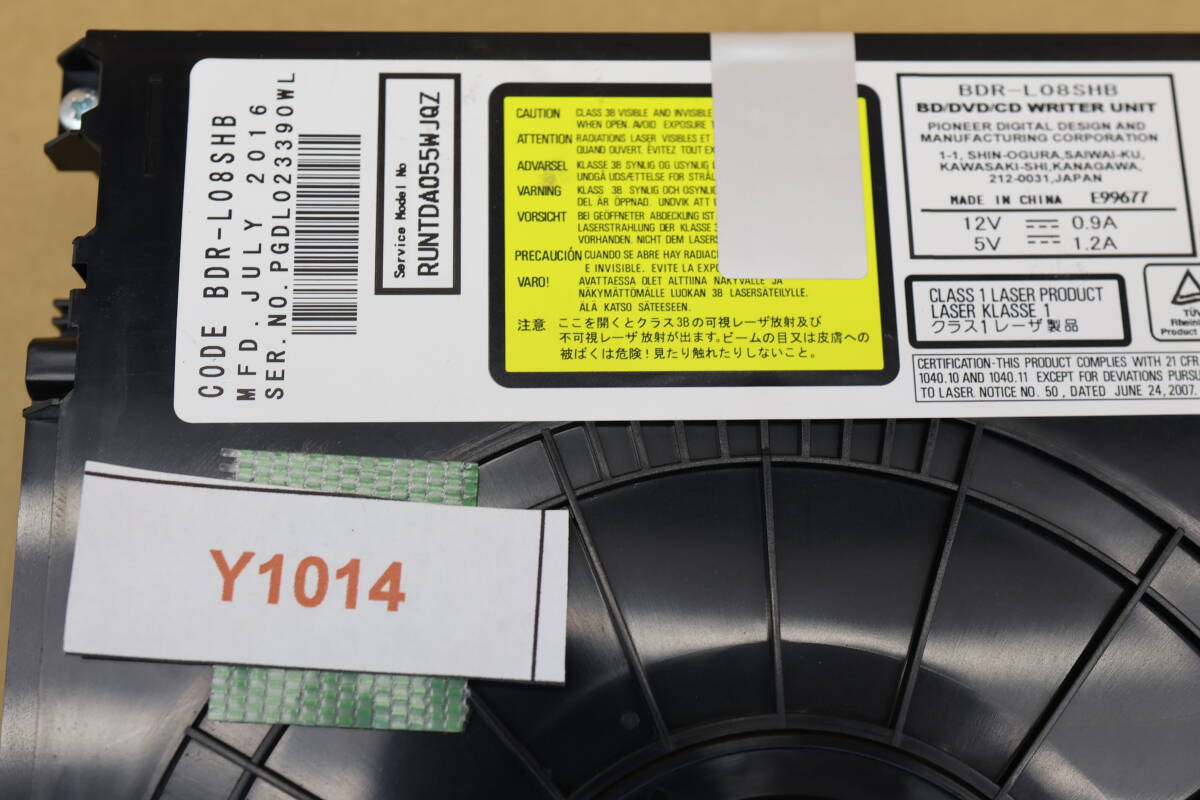 CODE BDR-L08SHB
MFD. JULY 2016
SER.NO.PGDL0233390WL
Service Model No
RUNTDA055WJQZ
CAUTION CLASS 3B VISIBLE AND INVISIBLE
WHEN OPEN. AVOID EXPOSURE
ATTENTION RADIATIONS LASER VISIBLES ET
QUAND OUVERT. ÉVITEZ TOUT
ADVARSEL KLASSE 3B SYNLIG OG USYNLIG
UNDGÅ UDSÆTTELSE FOR
VARNING KLASS 3B SYNLIG OCH OSYNLIG
DEL ÄR ÖPPNAD. UNDVIK ATT
VORSICHT BEI GEÖFFNETER ABDECKUNG IST
LASERSTRAHLUNG DER KLASSE
VORHANDEN. NICHT DEM
PRECAUCIÓN CUANDO SE ABRE HAY
E INVISIBLE. EVITE LA
VARO! AVATTAESSA OLET ALTTIINA NÄKYVÄLLE JA
NÄKYMÄTTÖMÄLLE LUOKAN 3B LASERSÄTEILYLLE.
ÄLÄ KATSO SÄTEESEEN.
注意 ここを開くとクラス3Bの可視レーザ放射及び
不可視レーザ放射が出ます。ビームの目又は皮膚への
被ばくは危険!見たり触れたりしないこと。
BDR-L08SHB
BD/DVD/CD WRITER UNIT
PIONEER DIGITAL DESIGN AND
MANUFACTURING CORPORATION
1-1, SHIN-OGURA,SAIWAI-KU,
KAWASAKI-SHI,KANAGAWA,
212-0031,JAPAN
MADE IN CHINA E99677
12V 0.9A
5V 1.2A
CLASS 1 LASER PRODUCT
LASER KLASSE 1
クラス1レーザ製品
TÜV
Rheinl
Product
CERTIFICATION-THIS PRODUCT COMPLIES WITH 21 CFR
1040.10 AND 1040.11 EXCEPT FOR DEVIATIONS PURSU
TO LASER NOTICE NO. 50, DATED JUNE 24, 2007.
Y1014